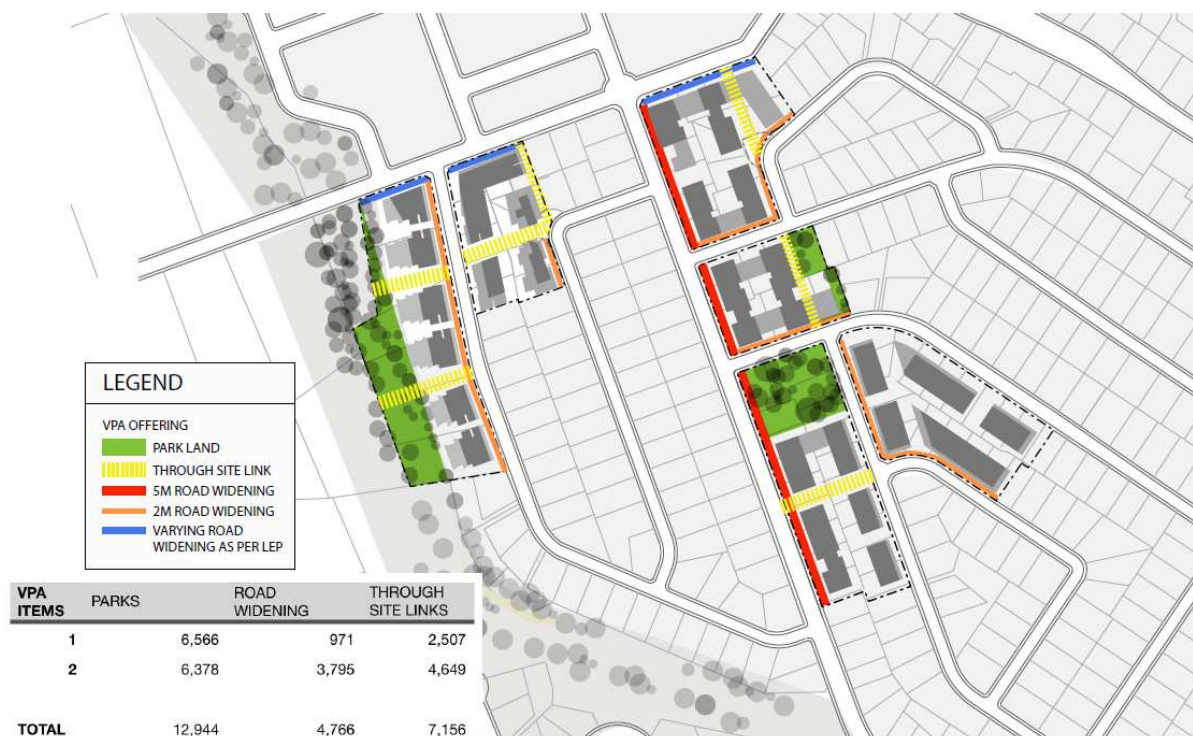 LEGEND
VPA OFFERING
PARK LAND
THROUGH SITE LINK
5M ROAD WIDENING
2M ROAD WIDENING
VARYING ROAD
WIDENING AS PER LEP
VPA ITEMS PARKS ROAD WIDENING THROUGH SITE LINKS
1 6,566 971 2,507
2 6,378 3,795 4,649
TOTAL 12,944 4,766 7,156